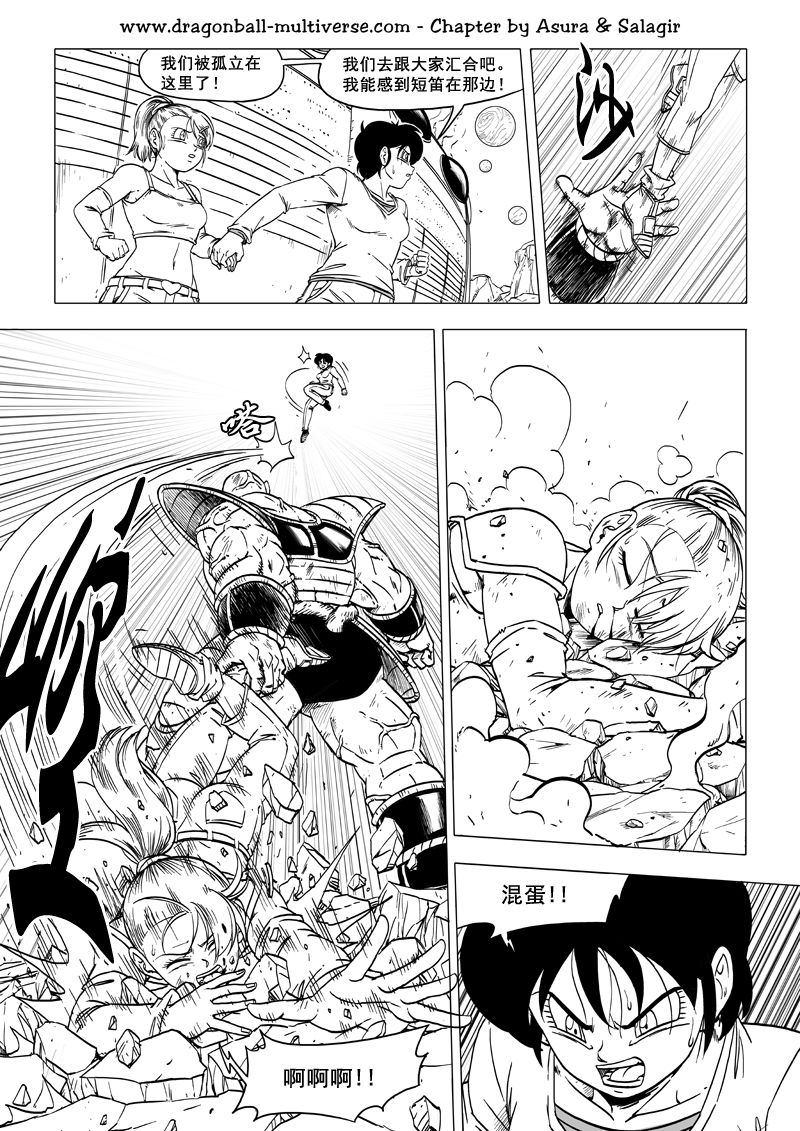 www.dragonball-multiverse.com - Chapter by Asura & Salagir
我们被孤立在
这里了！
我们去跟大家汇合吧。
我能感到短笛在那边！
嗒
啊啊啊!!
混蛋!!